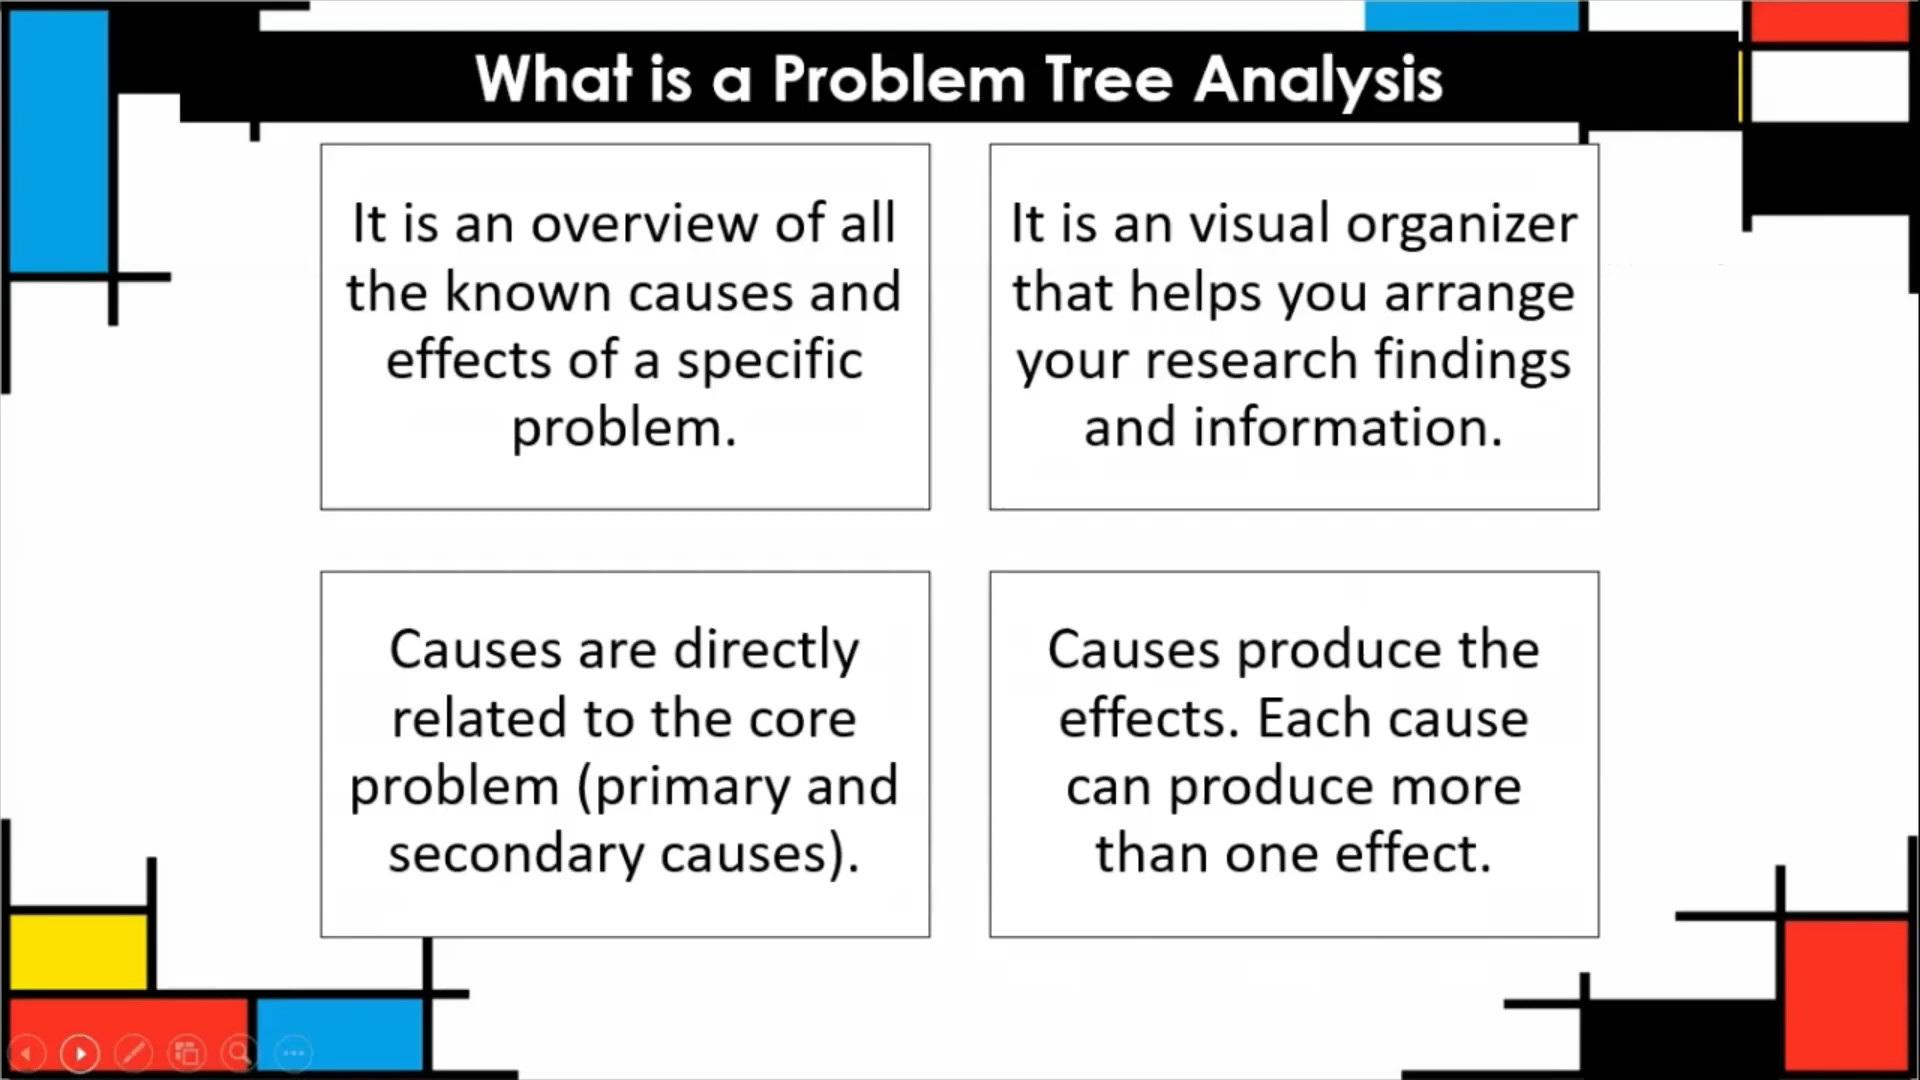 What is a Problem Tree Analysis
It is an overview of all
the known causes and
effects of a specific
problem.
It is an visual organizer
that helps you arrange
your research findings
and information.
Causes are directly
related to the core
problem (primary and
secondary causes).
Causes produce the
effects. Each cause
can produce more
than one effect.